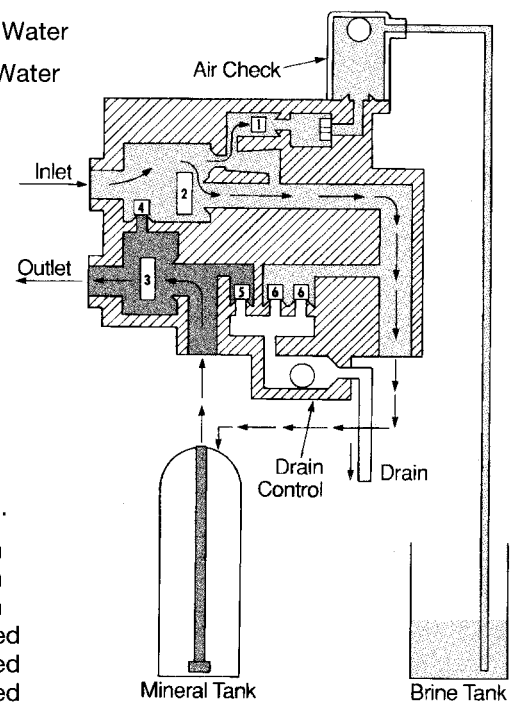 Water
Air Check
Water
1
Inlet
2
4
Outlet
3
5 6 6
Drain
Control
Drain
Mineral Tank
Brine Tank